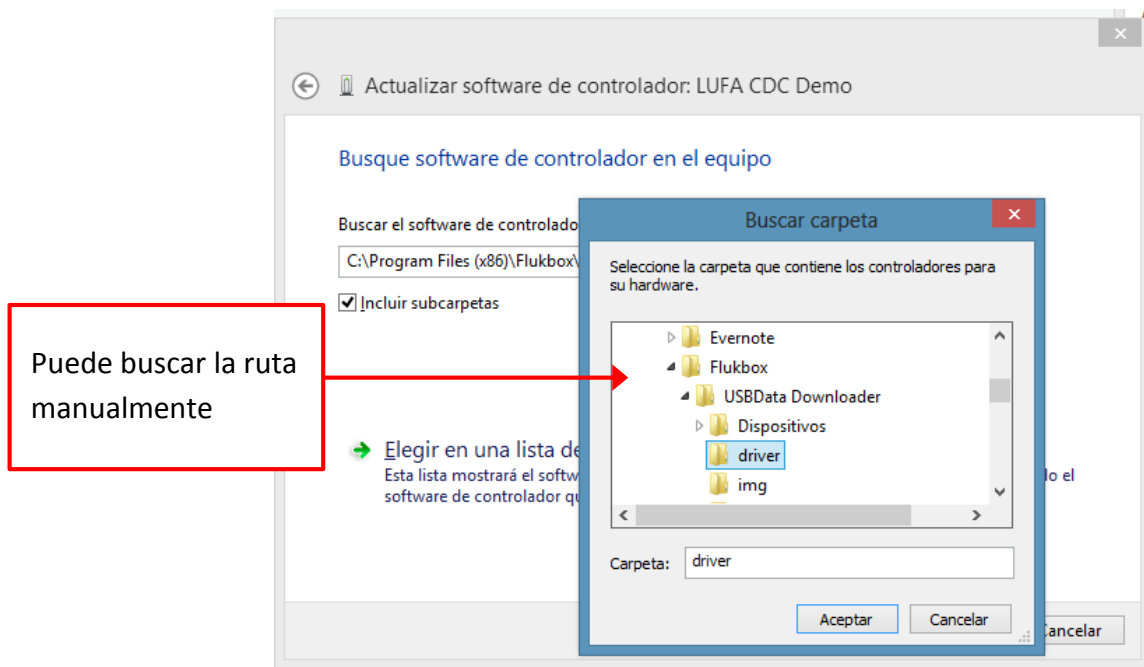 Actualizar software de controlador: LUFA CDC Demo
Busque software de controlador en el equipo
Buscar el software de
C:\Program Files (x86)\Flukbox\
Incluir subcarpetas
Puede buscar la ruta
manualmente
Elegir en una lista
Esta lista mostrará el
software de controlador
el
Buscar carpeta
Seleccione la carpeta que contiene los controladores para
su hardware.
Evernote
Flukbox
USBData Downloader
Dispositivos
driver
img
Carpeta: driver
Aceptar Cancelar
Cancelar